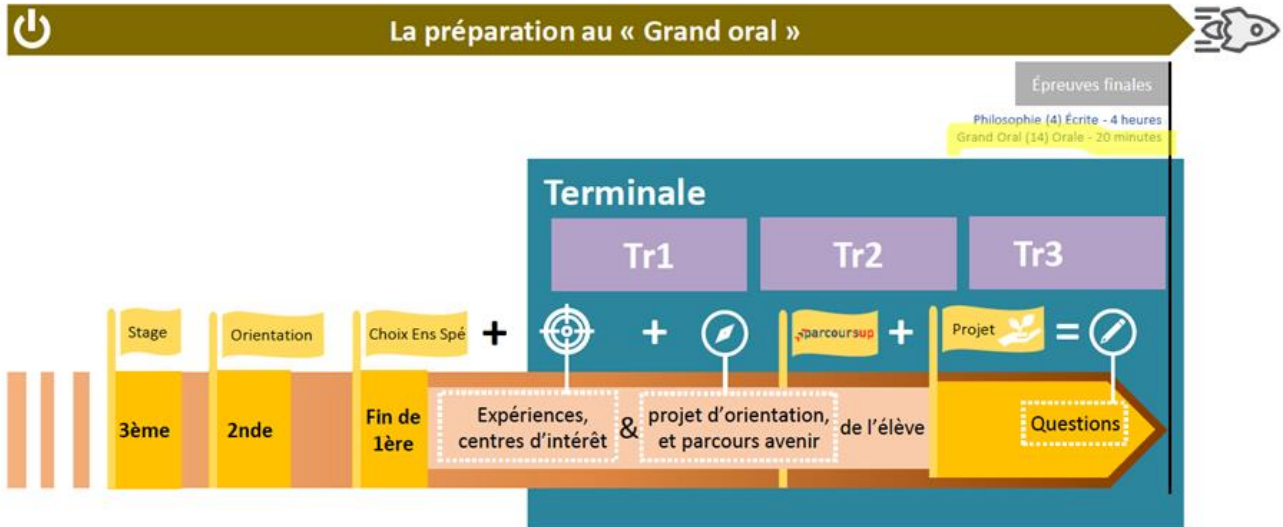 La préparation au « Grand oral »
Épreuves finales
Philosophie (4) Écrite - 4 heures
Grand Oral (14) Orale - 20 minutes
Terminale
Tr1
Tr2
Tr3
Stage
Orientation
Choix Ens Spé
+
+
parcoursup
+
Projet
=
3ème
2nde
Fin de
1ère
Expériences,
centres d'intérêt
&
projet d'orientation,
et parcours avenir
de l'élève
Questions